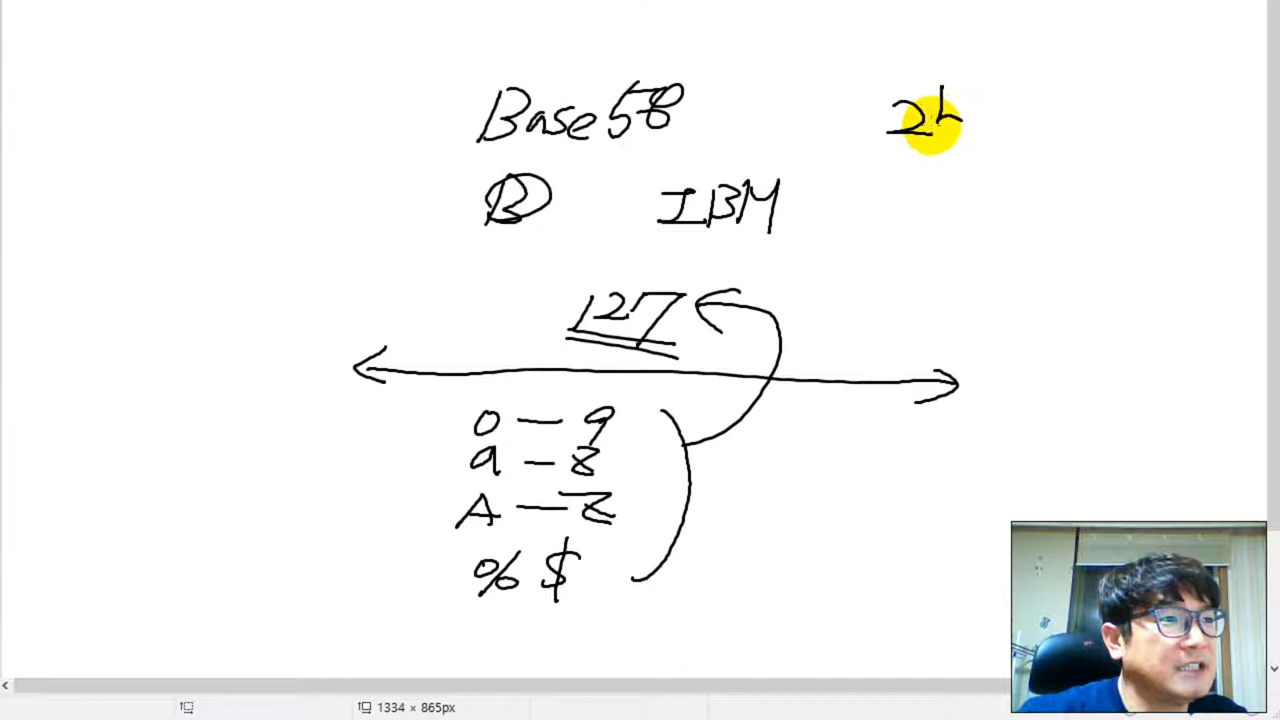 Base58
B IBM
127
0 — 9
a — z
A — Z
% $
1334 × 865px